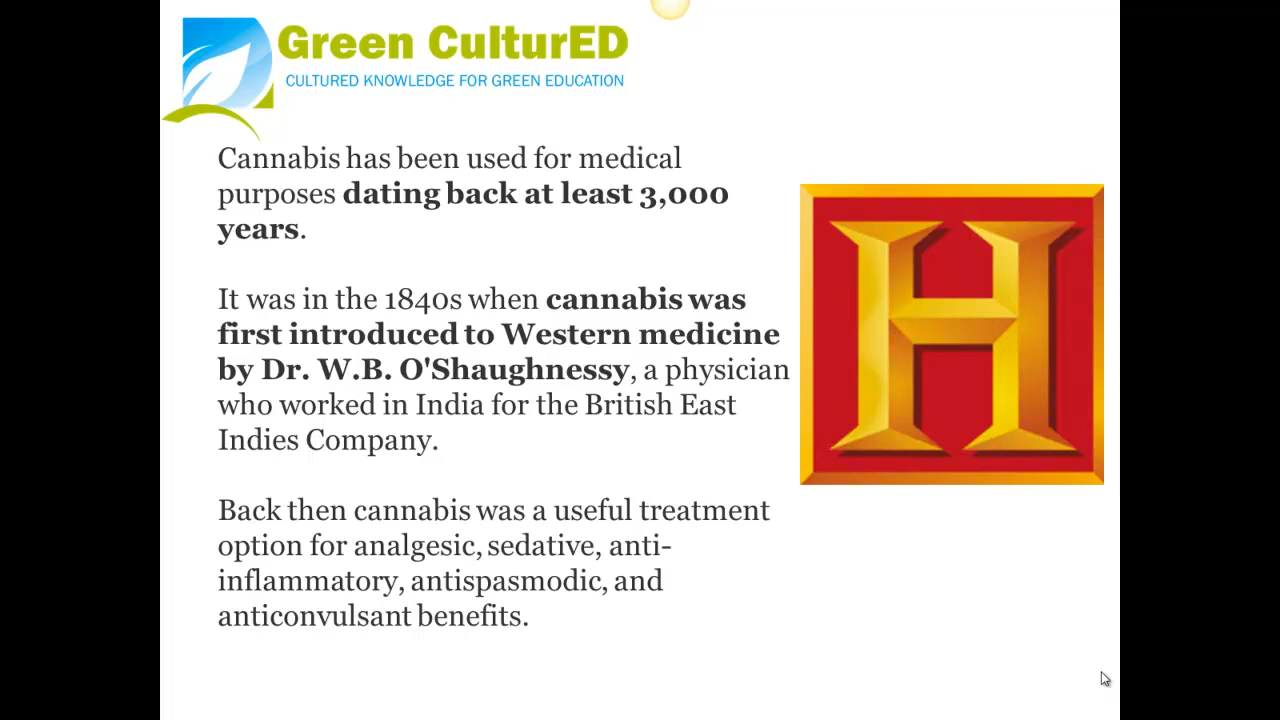 Green CulturED
CULTURED KNOWLEDGE FOR GREEN EDUCATION
Cannabis has been used for medical
purposes dating back at least 3,000
years.
It was in the 1840s when cannabis was
first introduced to Western medicine
by Dr. W.B. O'Shaughnessy, a physician
who worked in India for the British East
Indies Company.
Back then cannabis was a useful treatment
option for analgesic, sedative, anti-
inflammatory, antispasmodic, and
anticonvulsant benefits.
H